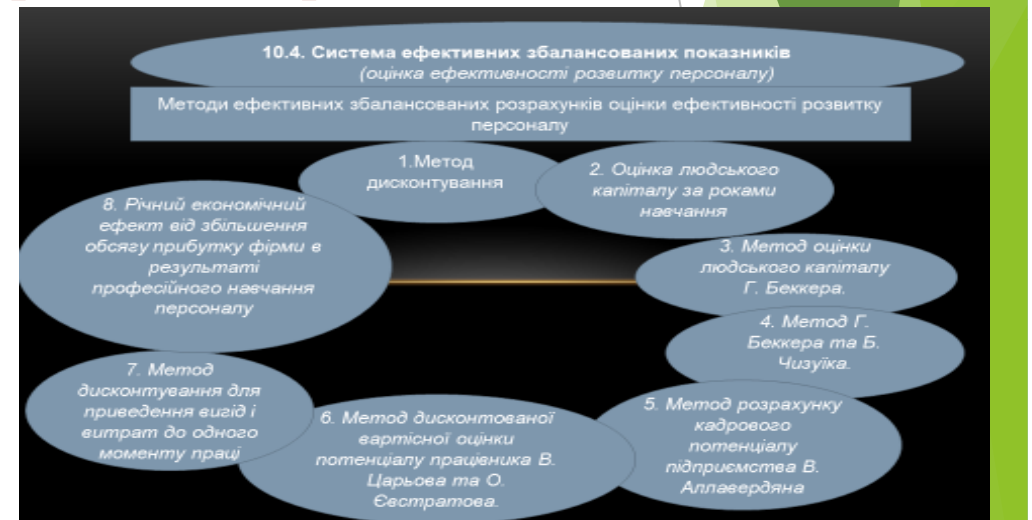 10.4. Система ефективних збалансованих показників
(оцінка ефективності розвитку персоналу)
Методи ефективних збалансованих розрахунків оцінки ефективності розвитку
персоналу
1.Метод
дисконтування
2. Оцінка людського
капіталу за роками
навчання
3. Метод оцінки
людського капіталу
Г. Беккера.
4. Метод Г.
Беккера та Б.
Чизуїка.
5. Метод розрахунку
кадрового
потенціалу
підприємства В.
Аллавердяна
6. Метод дисконтованої
вартісної оцінки
потенціалу працівника В.
Царьова та О.
Євстратова.
7. Метод
дисконтування для
приведення вигід і
витрат до одного
моменту праці
8. Річний економічний
ефект від збільшення
обсягу прибутку фірми в
результаті
професійного навчання
персоналу